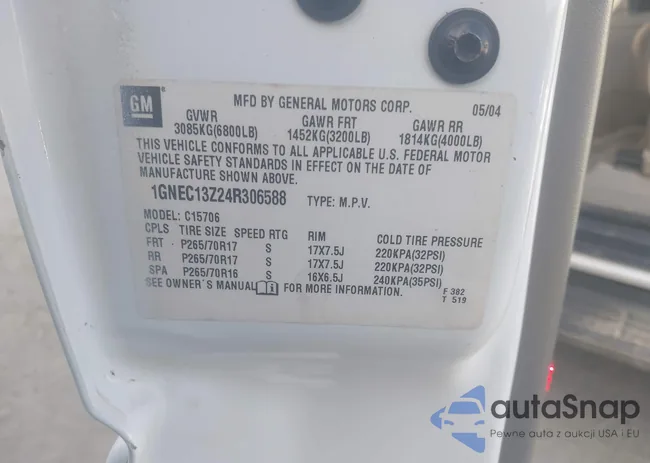 GM
MFD BY GENERAL MOTORS CORP. 05/04
GVWR GAWR FRT GAWR RR
3085KG(6800LB) 1452KG(3200LB) 1814KG(4000LB)
THIS VEHICLE CONFORMS TO ALL APPLICABLE U.S. FEDERAL MOTOR
VEHICLE SAFETY STANDARDS IN EFFECT ON THE DATE OF
MANUFACTURE SHOWN ABOVE.
1GNEC13Z24R306588 TYPE: M.P.V.
MODEL: C15706
CPLS TIRE SIZE SPEED RTG RIM COLD TIRE PRESSURE
FRT P265/70R17 S 17X7.5J 220KPA(32PSI)
RR P265/70R17 S 17X7.5J 220KPA(32PSI)
SPA P265/70R16 S 16X6.5J 240KPA(35PSI)
SEE OWNER'S MANUAL FOR MORE INFORMATION. F 382
T 519
autaSnap
Pewne auta z aukcji USA i EU